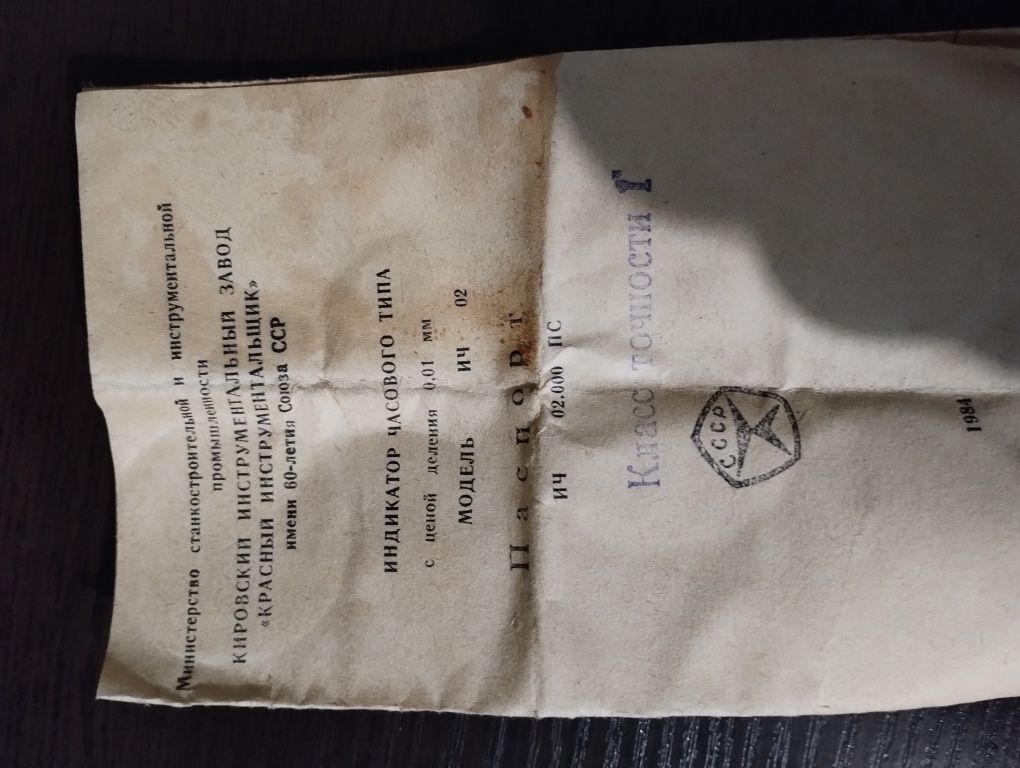 Министерство станкостроительной и инструментальной
промышленности
КИРОВСКИЙ ИНСТРУМЕНТАЛЬНЫЙ ЗАВОД
«КРАСНЫЙ ИНСТРУМЕНТАЛЬЩИК»
имени 60-летия Союза ССР
ИНДИКАТОР ЧАСОВОГО ТИПА
с ценой деления 0,01 мм
МОДЕЛЬ ИЧ 02
Паспорт
ИЧ 02.000 ПС
Класс точности 1
СССР
1984